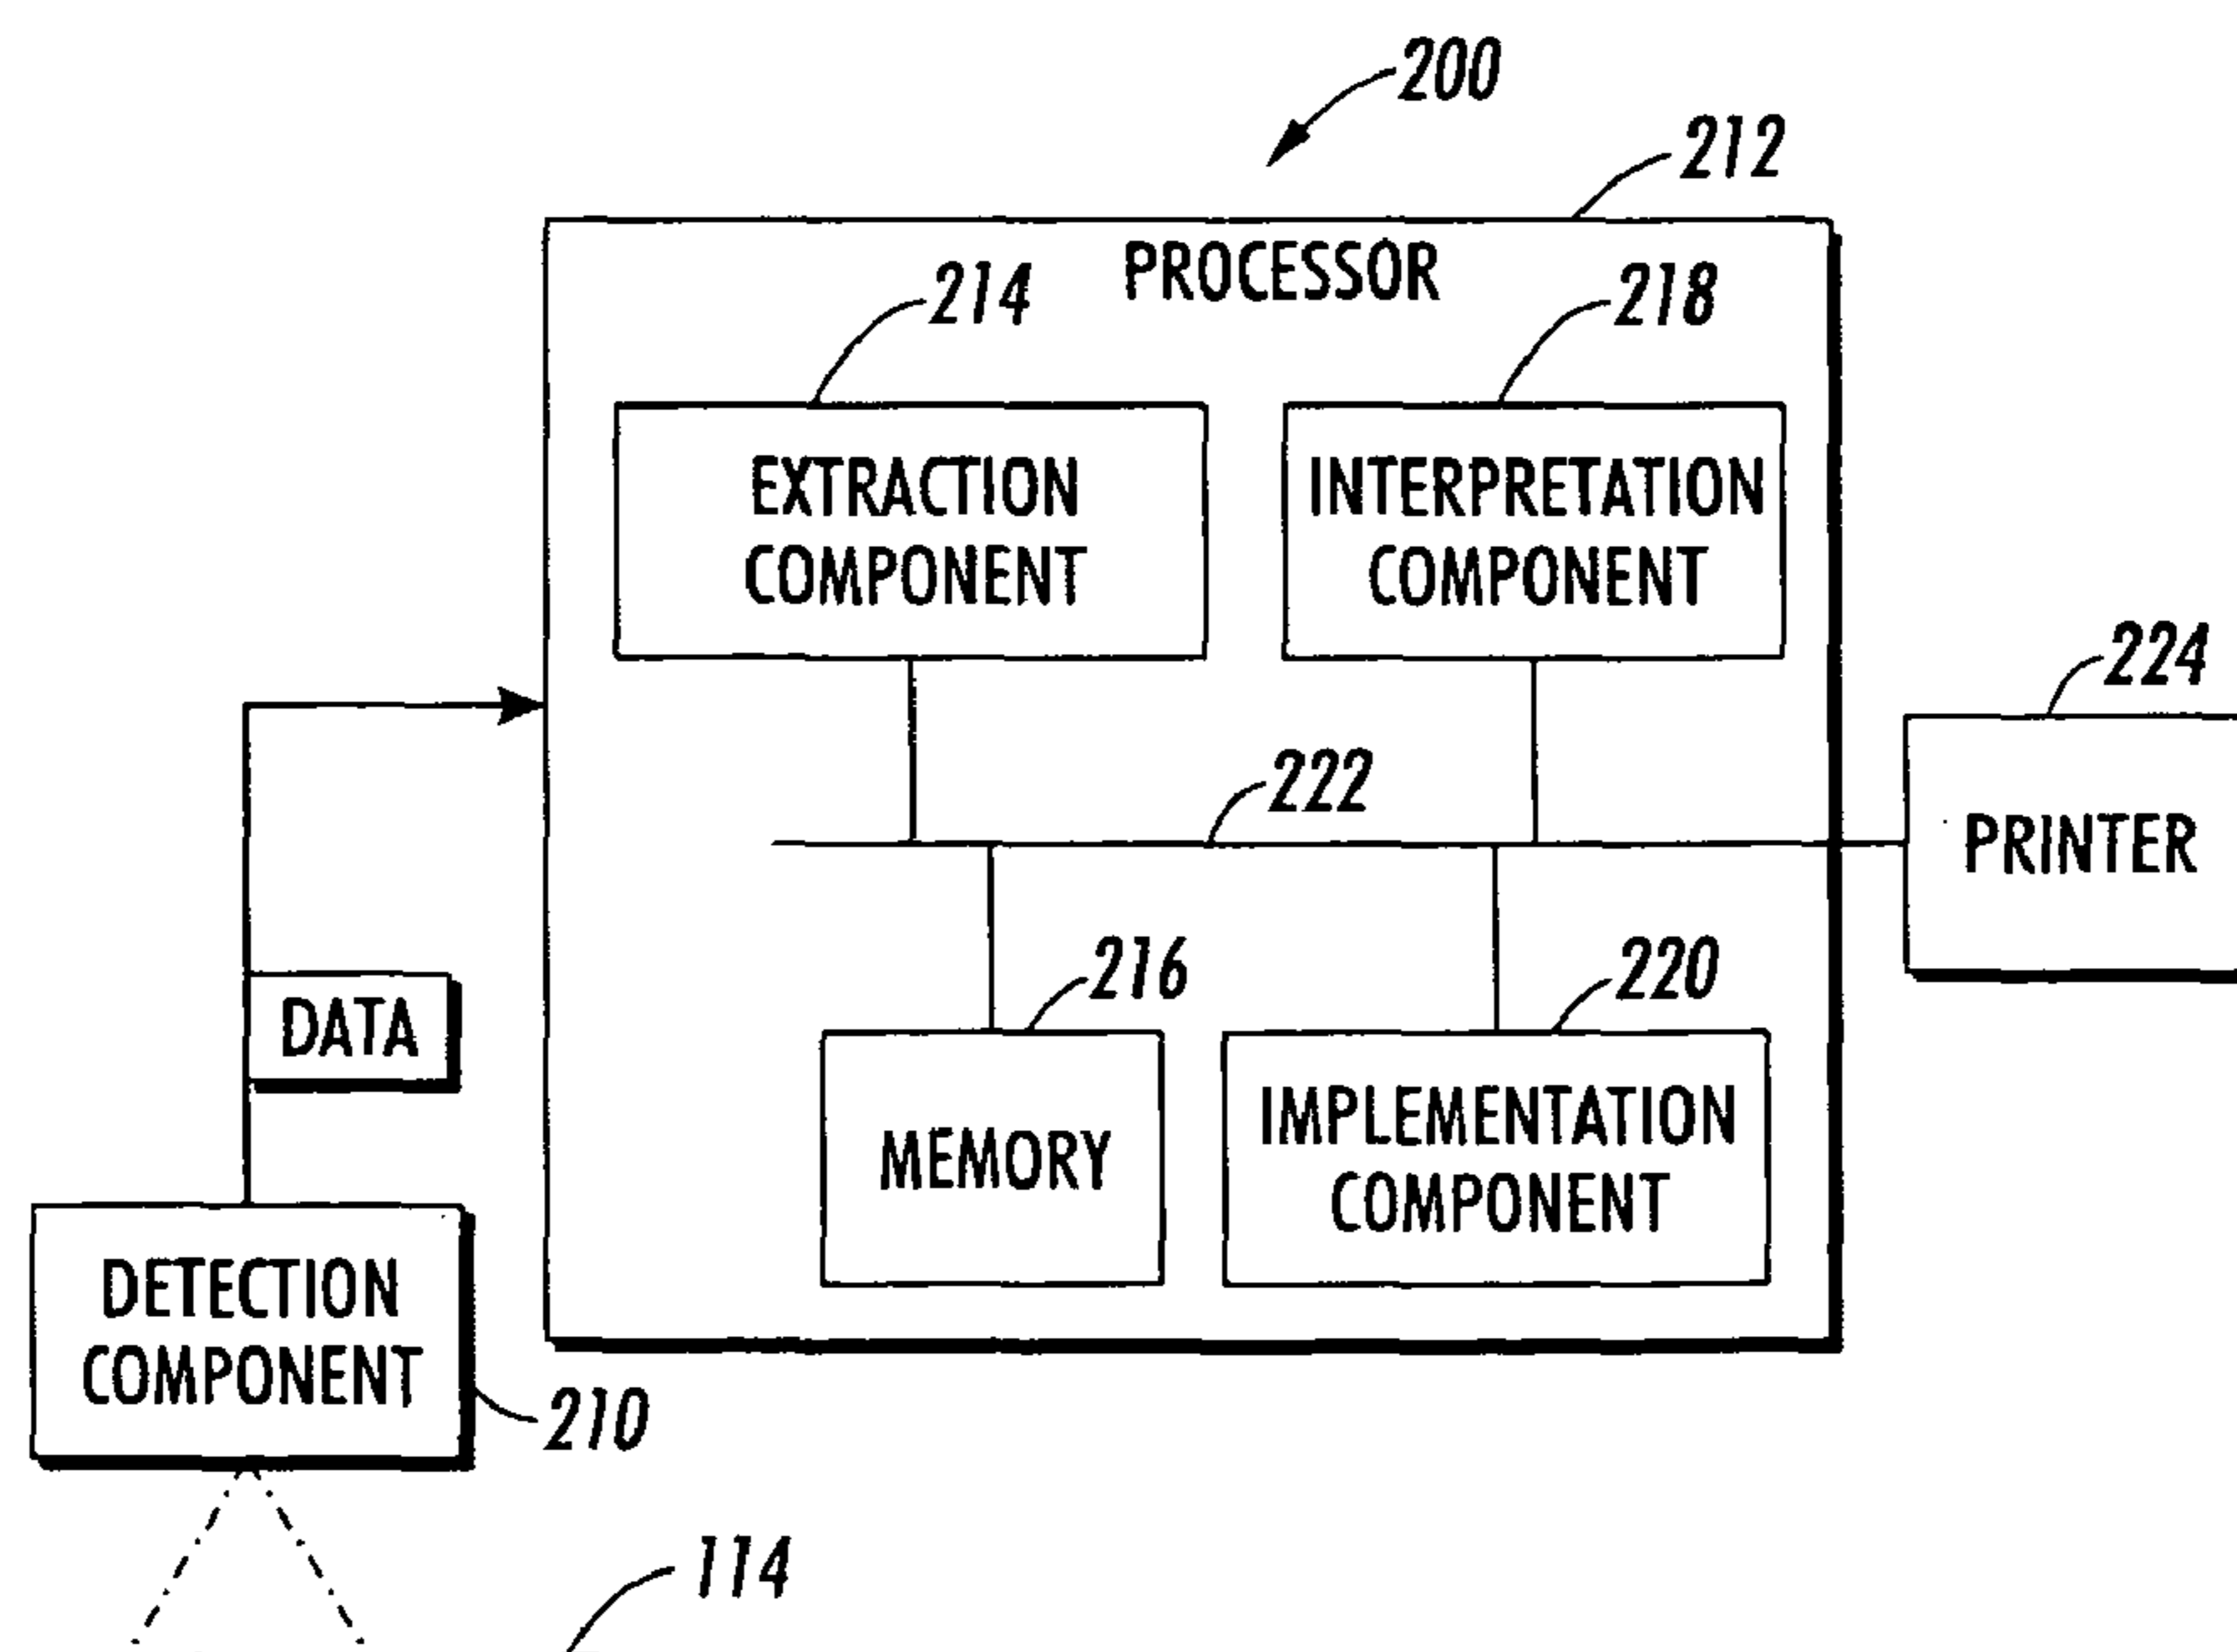 200
212
PROCESSOR
214
218
EXTRACTION
COMPONENT
INTERPRETATION
COMPONENT
224
222
PRINTER
216
220
DATA
MEMORY
IMPLEMENTATION
COMPONENT
DETECTION
COMPONENT
210
114